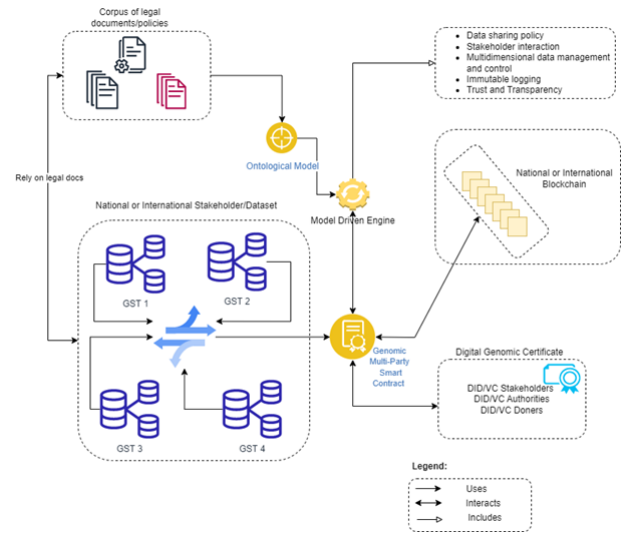 Corpus of legal
documents/policies
• Data sharing policy
• Stakeholder interaction
• Multidimensional data management
and control
• Immutable logging
• Trust and Transparency
Ontological Model
National or International
Blockchain
Rely on legal docs
National or International Stakeholder/Dataset
Model Driven Engine
GST 1
GST 2
Genomic
Multi-Party
Smart
Contract
Digital Genomic Certificate
DID/VC Stakeholders
DID/VC Authorities
DID/VC Doners
GST 3
GST 4
Legend:
Uses
Interacts
Includes